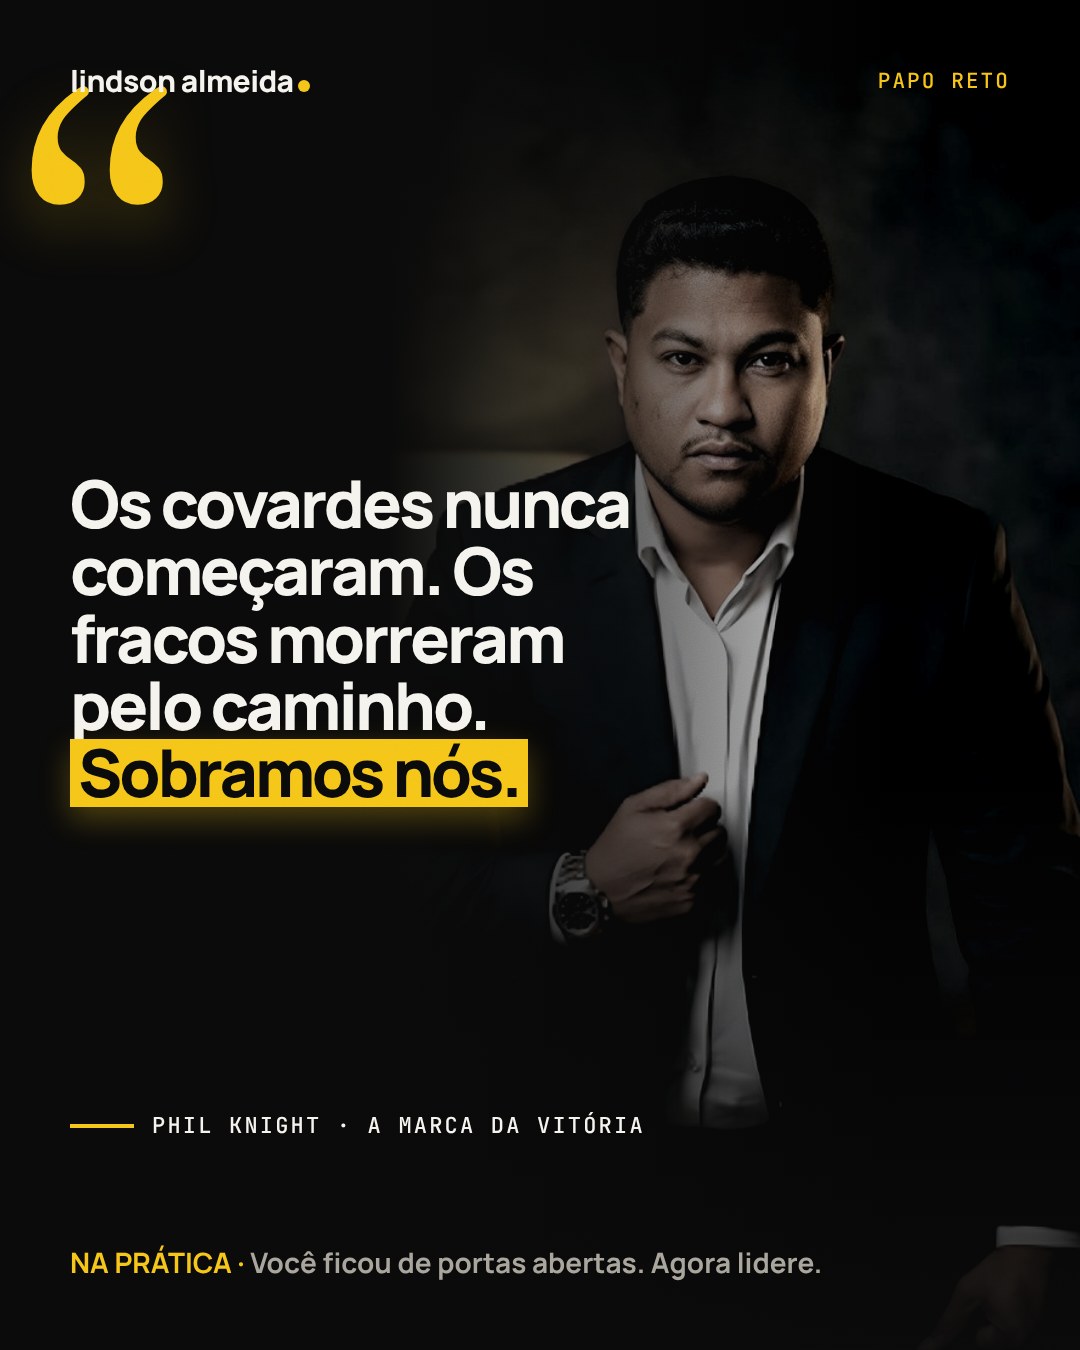 lindson almeida.
PAPO RETO
“
Os covardes nunca
começaram. Os
fracos morreram
pelo caminho.
Sobramos nós.
PHIL KNIGHT · A MARCA DA VITÓRIA
NA PRÁTICA · Você ficou de portas abertas. Agora lidere.